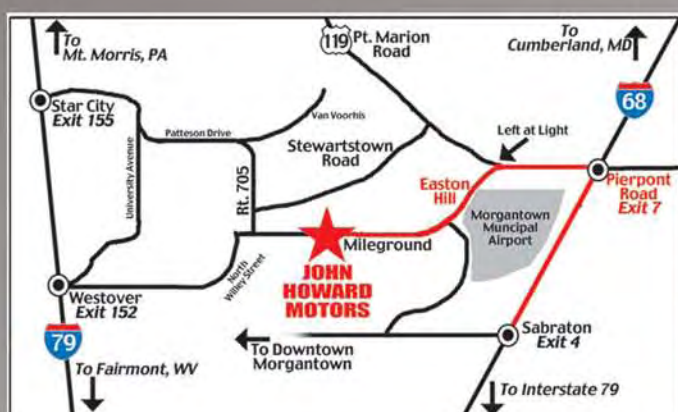 To
Mt. Morris, PA
119
Pt. Marion
Road
To
Cumberland, MD
68
Star City
Exit 155
Van Voorhis
Patteson Drive
Stewartstown
Road
Left at Light
University Avenue
Rt. 705
Easton
Hill
Pierpont
Road
Exit 7
Morgantown
Muncipal
Airport
Mileground
North
Willey Street
JOHN
HOWARD
MOTORS
Westover
Exit 152
79
Sabraton
Exit 4
To Downtown
Morgantown
To Fairmont, WV
To Interstate 79